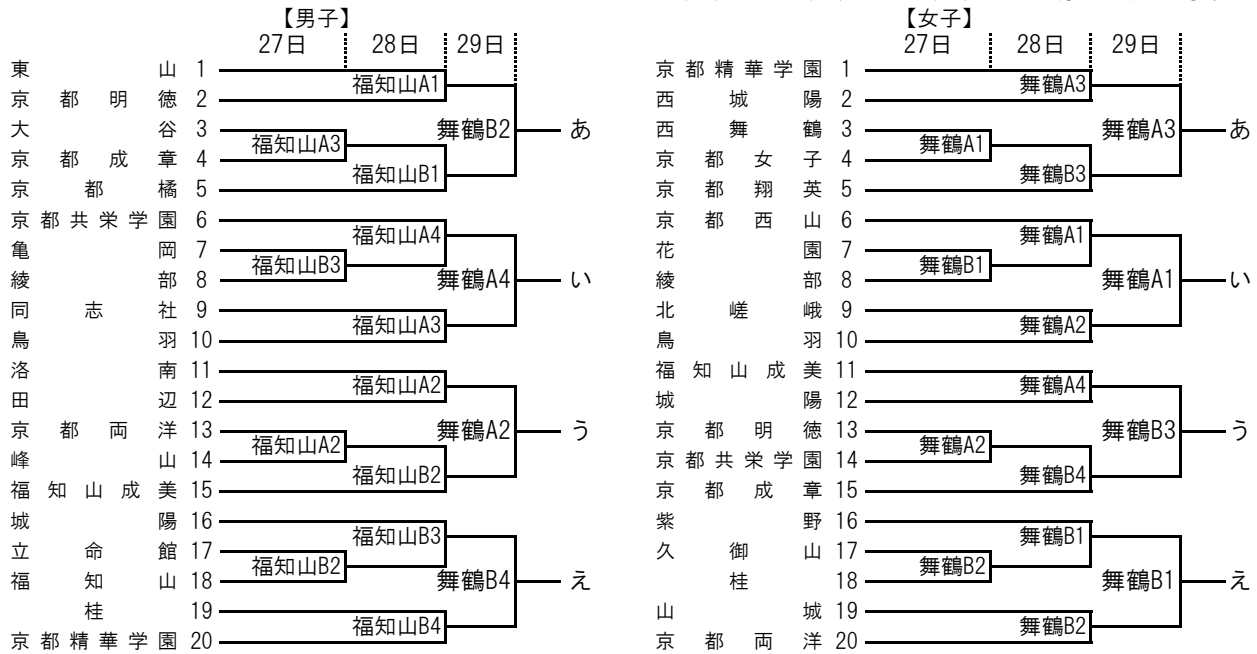 【男子】
27日 28日 29日
東山 1
福知山A1
京都明徳 2
大谷 3
福知山A3
舞鶴B2 あ
京都成章 4
福知山B1
京都橘 5
京都共栄学園 6
福知山A4
亀岡 7
福知山B3
綾部 8
舞鶴A4 い
同志社 9
福知山A3
鳥羽 10
洛南 11
福知山A2
田辺 12
京都両洋 13
福知山A2
舞鶴A2 う
峰山 14
福知山B2
福知山成美 15
城陽 16
福知山B3
立命館 17
福知山B2
福知山 18
舞鶴B4 え
桂 19
福知山B4
京都精華学園 20
【女子】
27日 28日 29日
京都精華学園 1
舞鶴A3
西城陽 2
西舞鶴 3
舞鶴A1
舞鶴A3 あ
京都女子 4
舞鶴B3
京都翔英 5
京都西山 6
舞鶴A1
花園 7
舞鶴B1
綾部 8
舞鶴A1 い
北嵯峨 9
舞鶴A2
鳥羽 10
福知山成美 11
舞鶴A4
城陽 12
京都明徳 13
舞鶴A2
舞鶴B3 う
京都共栄学園 14
舞鶴B4
京都成章 15
紫野 16
舞鶴B1
久御山 17
舞鶴B2
桂 18
舞鶴B1 え
山城 19
舞鶴B2
京都両洋 20